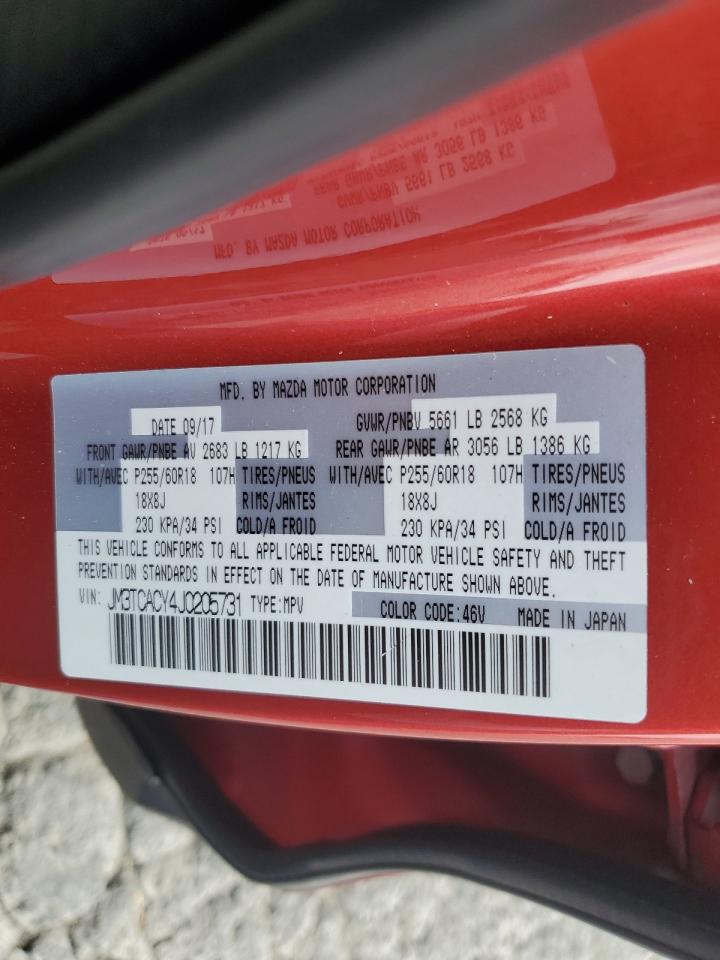 MFD. BY MAZDA MOTOR CORPORATION
DATE 09/17 GVWR/PNBV 5661 LB 2568 KG
FRONT GAWR/PNBE AV 2683 LB 1217 KG REAR GAWR/PNBE AR 3056 LB 1386 KG
WITH/AVEC P255/60R18 107H TIRES/PNEUS WITH/AVEC P255/60R18 107H TIRES/PNEUS
18X8J RIMS/JANTES 18X8J RIMS/JANTES
230 KPA/34 PSI COLD/A FROID 230 KPA/34 PSI COLD/A FROID
THIS VEHICLE CONFORMS TO ALL APPLICABLE FEDERAL MOTOR VEHICLE SAFETY AND THEFT
PREVENTION STANDARDS IN EFFECT ON THE DATE OF MANUFACTURE SHOWN ABOVE.
VIN: JM3TCACY4J0205731 TYPE:MPV COLOR CODE:46V MADE IN JAPAN